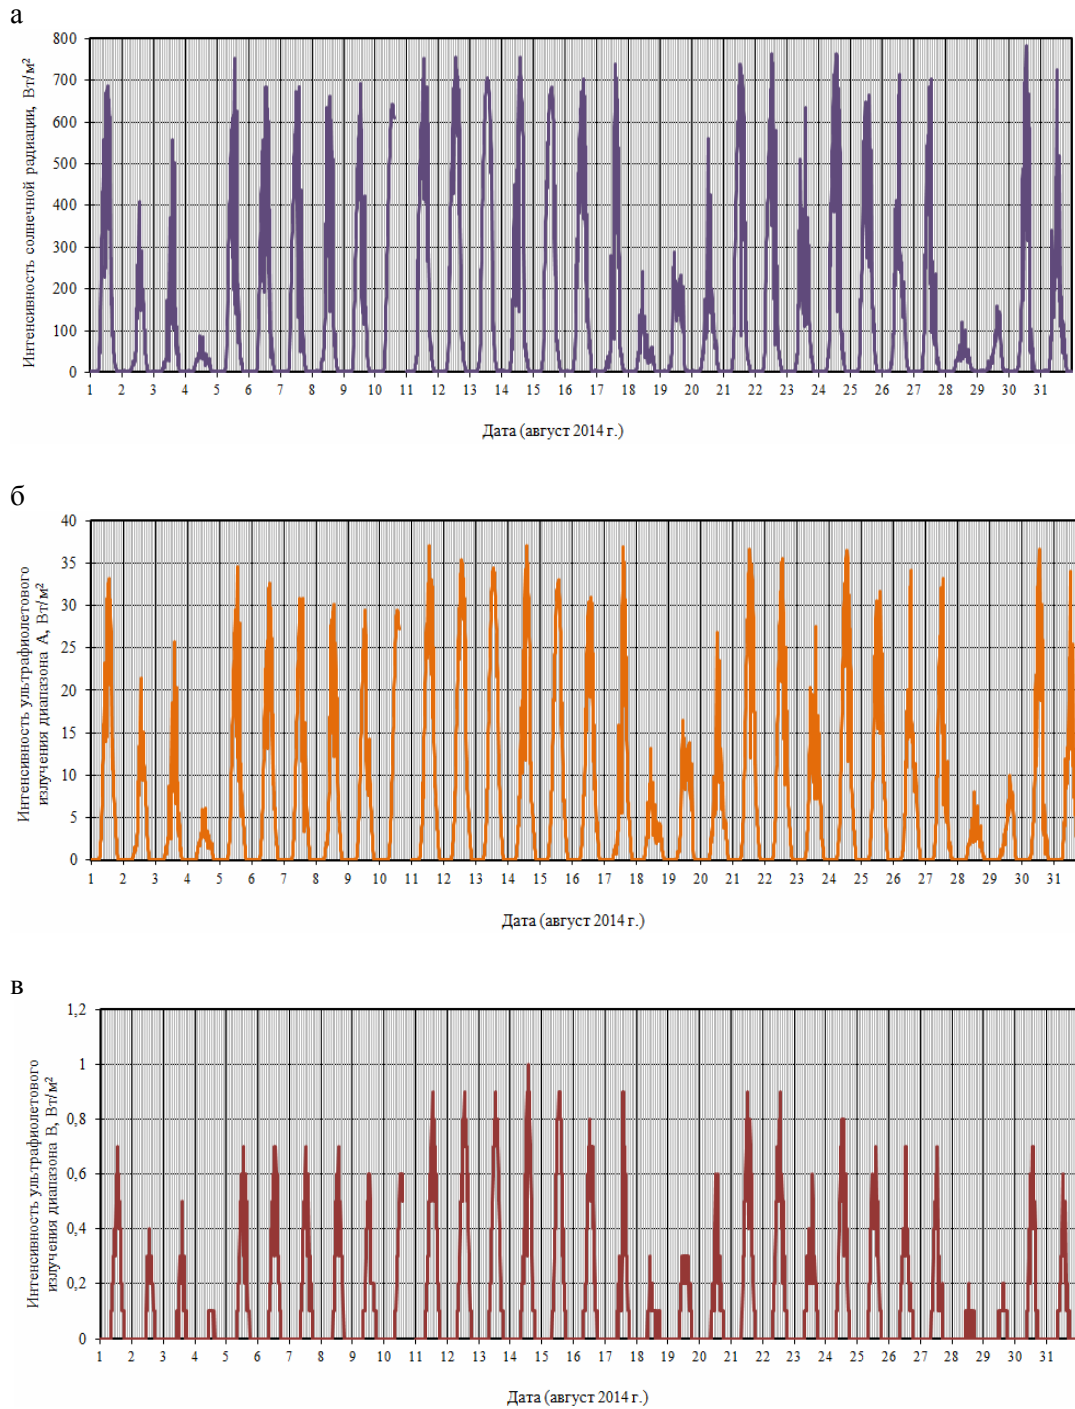 а
Интенсивность солнечной радиации, Вт/м²
800
700
600
500
400
300
200
100
0
1 2 3 4 5 6 7 8 9 10 11 12 13 14 15 16 17 18 19 20 21 22 23 24 25 26 27 28 29 30 31
Дата (август 2014 г.)
б
Интенсивность ультрафиолетового
излучения диапазона А, Вт/м²
40
35
30
25
20
15
10
5
0
1 2 3 4 5 6 7 8 9 10 11 12 13 14 15 16 17 18 19 20 21 22 23 24 25 26 27 28 29 30 31
Дата (август 2014 г.)
в
Интенсивность ультрафиолетового
излучения диапазона В, Вт/м²
1,2
1
0,8
0,6
0,4
0,2
0
1 2 3 4 5 6 7 8 9 10 11 12 13 14 15 16 17 18 19 20 21 22 23 24 25 26 27 28 29 30 31
Дата (август 2014 г.)